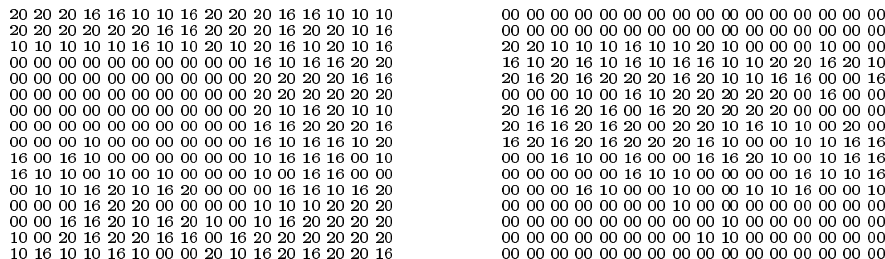 20 20 20 16 16 10 10 16 20 20 20 16 16 10 10 10
20 20 20 20 20 20 16 16 20 20 20 16 20 20 10 16
10 10 10 10 10 16 10 10 20 10 20 16 10 20 10 16
00 00 00 00 00 00 00 00 00 00 16 10 16 16 20 20
00 00 00 00 00 00 00 00 00 00 20 20 20 20 16 16
00 00 00 00 00 00 00 00 00 00 20 20 20 20 20 20
00 00 00 00 00 00 00 00 00 00 20 10 16 20 10 10
00 00 00 00 00 00 00 00 00 00 16 16 20 20 20 16
00 00 00 10 00 00 00 00 00 00 16 10 16 16 10 20
16 00 16 10 00 00 00 00 00 00 16 10 16 16 00 10
16 10 10 00 10 00 10 00 00 00 10 00 16 16 00 00
00 10 10 16 20 10 16 20 00 00 00 16 16 10 16 20
00 00 00 16 20 20 00 00 00 00 10 10 10 20 20 20
00 00 16 16 20 10 16 20 10 00 10 16 20 20 20 20
10 00 20 16 20 20 16 16 00 16 20 20 20 20 20 20
10 16 10 10 16 10 00 00 20 10 16 20 16 20 20 16
00 00 00 00 00 00 00 00 00 00 00 00 00 00 00 00
00 00 00 00 00 00 00 00 00 00 00 00 00 00 00 00
20 20 10 10 10 16 10 10 20 10 00 00 00 10 00 00
16 10 20 16 10 16 10 16 16 10 10 20 20 16 20 10
20 16 20 16 20 20 20 16 20 10 10 16 16 00 00 16
00 00 00 10 00 16 10 20 20 20 20 20 00 16 00 00
20 16 16 20 16 00 16 20 20 20 20 20 00 00 00 00
20 16 16 20 16 20 00 20 20 10 16 10 10 00 20 00
16 20 16 20 16 20 20 20 16 10 00 00 10 10 16 16
00 00 16 10 00 16 00 00 16 16 20 10 00 10 16 16
00 00 00 00 00 16 10 10 00 00 00 00 16 10 10 16
00 00 00 16 10 00 00 10 00 00 10 10 16 00 00 10
00 00 00 00 00 00 00 10 00 00 00 00 00 00 00 00
00 00 00 00 00 00 00 00 00 10 00 00 00 00 00 00
00 00 00 00 00 00 00 00 10 10 00 00 00 00 00 00
00 00 00 00 00 00 00 00 00 00 00 00 00 00 00 00